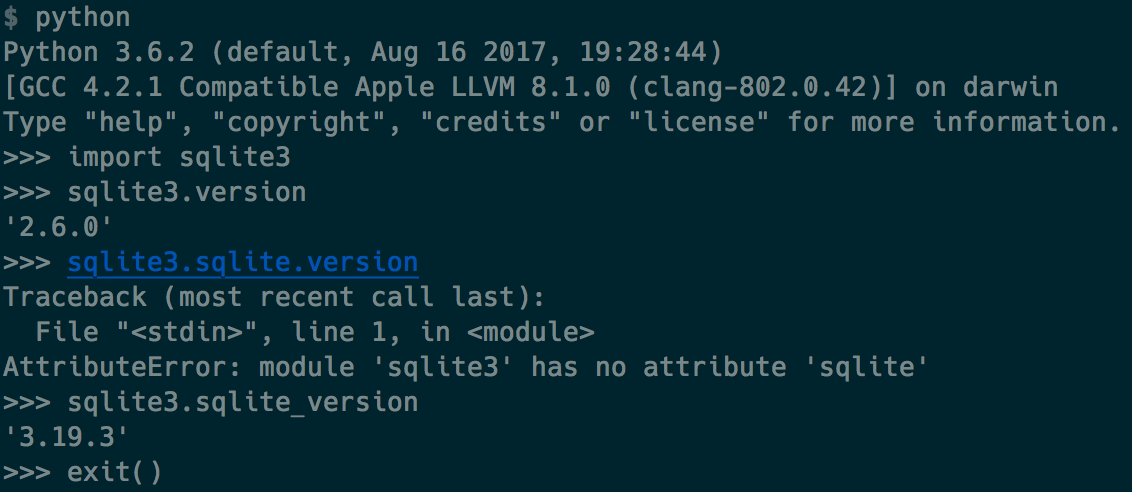 $ python
Python 3.6.2 (default, Aug 16 2017, 19:28:44)
[GCC 4.2.1 Compatible Apple LLVM 8.1.0 (clang-802.0.42)] on darwin
Type "help", "copyright", "credits" or "license" for more information.
>>> import sqlite3
>>> sqlite3.version
'2.6.0'
>>> sqlite3.sqlite.version
Traceback (most recent call last):
  File "<stdin>", line 1, in <module>
AttributeError: module 'sqlite3' has no attribute 'sqlite'
>>> sqlite3.sqlite_version
'3.19.3'
>>> exit()